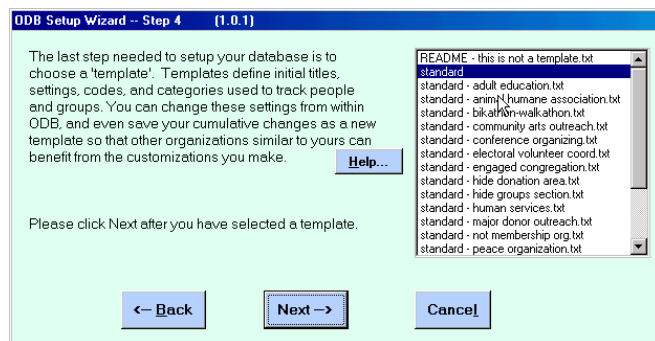 ODB Setup Wizard -- Step 4 (1.0.1)
The last step needed to setup your database is to
choose a 'template'. Templates define initial titles,
settings, codes, and categories used to track people
and groups. You can change these settings from within
ODB, and even save your cumulative changes as a new
template so that other organizations similar to yours can
benefit from the customizations you make.
Help...
Please click Next after you have selected a template.
README - this is not a template.txt
standard
standard - adult education.txt
standard - animal humane association.txt
standard - bikathon-walkathon.txt
standard - community arts outreach.txt
standard - conference organizing.txt
standard - electoral volunteer coord.txt
standard - engaged congregation.txt
standard - hide donation area.txt
standard - hide groups section.txt
standard - human services.txt
standard - major donor outreach.txt
standard - not membership org.txt
standard - peace organization.txt
<-- Back
Next -->
Cancel